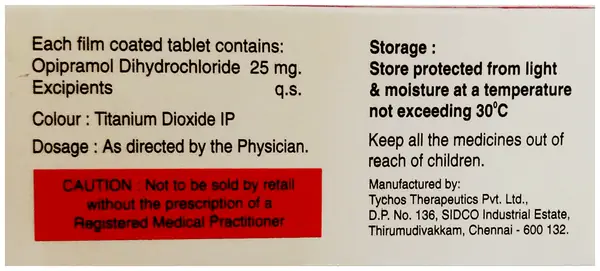 Each film coated tablet contains:
Opipramol Dihydrochloride 25 mg.
Excipients q.s.
Colour : Titanium Dioxide IP
Dosage : As directed by the Physician.
CAUTION : Not to be sold by retail
without the prescription of a
Registered Medical Practitioner
Storage :
Store protected from light
& moisture at a temperature
not exceeding 30°C
Keep all the medicines out of
reach of children.
Manufactured by:
Tychos Therapeutics Pvt. Ltd.,
D.P. No. 136, SIDCO Industrial Estate,
Thirumudivakkam, Chennai - 600 132.